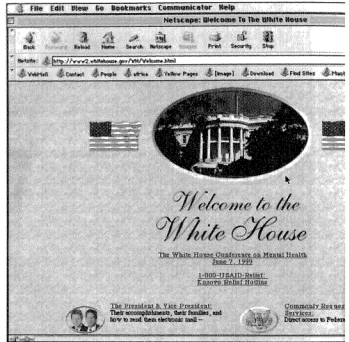 File Edit View Go Bookmarks Communicator Help
Netscape: Welcome To The White House
Back Forward Reload Home Search Netscape Images Print Security Stop
Netsite: http://www2.whitehouse.gov/WH/Welcome.html
WebMail Contact People Yellow Pages [Image] Download Find Sites
Welcome to the
White House
The White House Conference on Mental Health
June 7, 1999
1-800-USAID-Relief:
Kosovo Relief Hotline
The President & Vice President:
Their accomplishments, their families, and
how to send them electronic mail —
Commonly Reques
Services:
Direct access to Federa